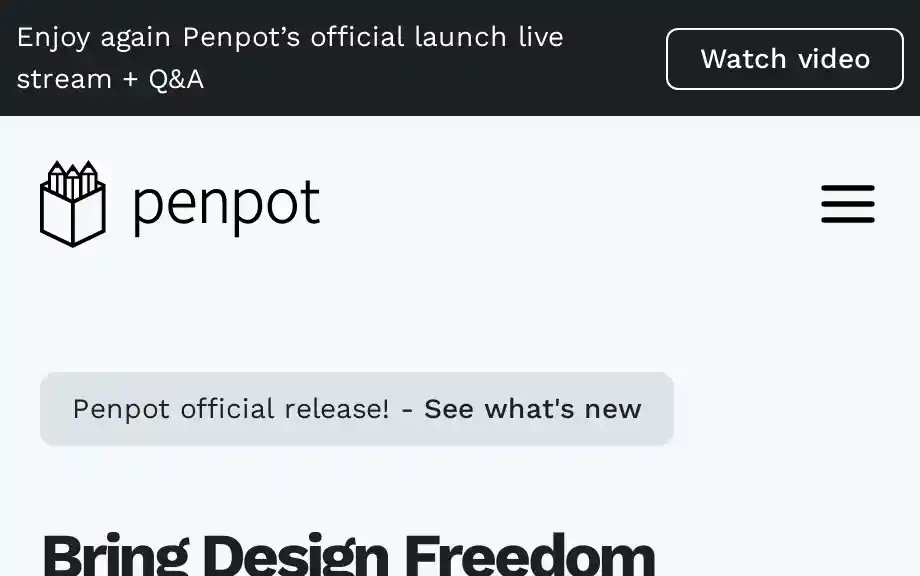 Enjoy again Penpot’s official launch live
stream + Q&A
Watch video
penpot
Penpot official release! - See what's new
Bring Design Freedom